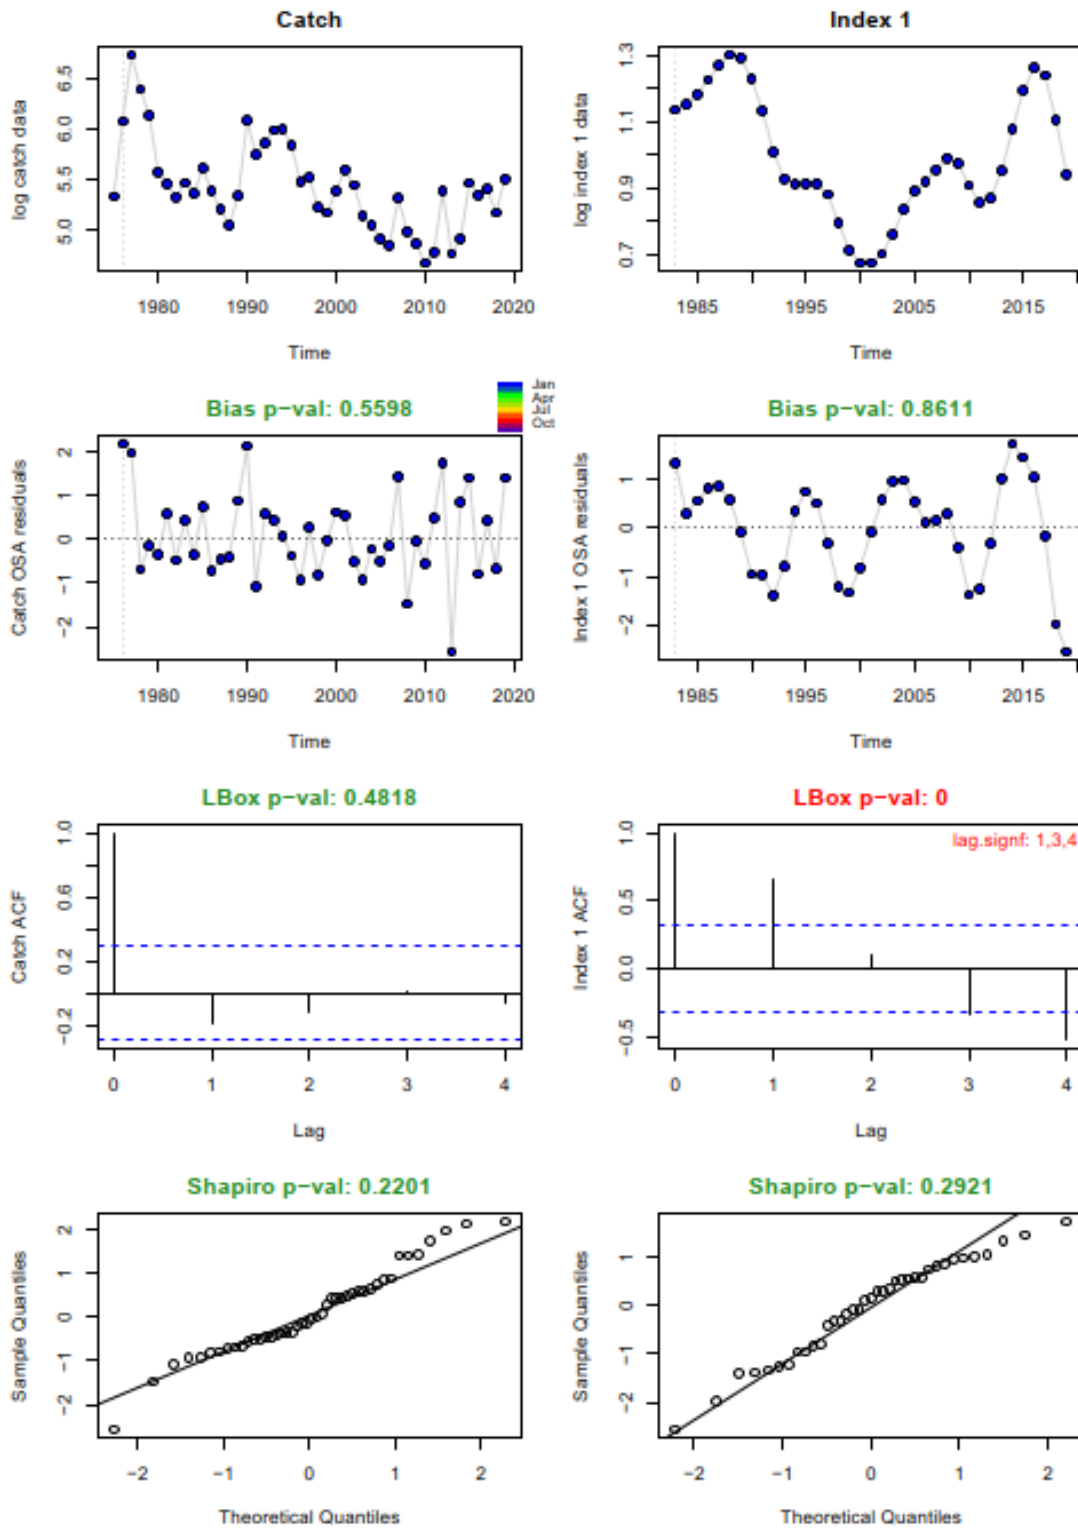 Catch
log catch data
6.5
6.0
5.5
5.0
1980 1990 2000 2010 2020
Time
Index 1
log index 1 data
1.3
1.1
0.9
0.7
1985 1995 2005 2015
Time
Bias p−val: 0.5598
Jan
Apr
Jul
Oct
Catch OSA residuals
2
1
0
−1
−2
1980 1990 2000 2010 2020
Time
Bias p−val: 0.8611
Index 1 OSA residuals
1
0
−1
−2
1985 1995 2005 2015
Time
LBox p−val: 0.4818
Catch ACF
1.0
0.6
0.2
−0.2
0 1 2 3 4
Lag
LBox p−val: 0
lag.signf: 1,3,4
Index 1 ACF
1.0
0.5
0.0
−0.5
0 1 2 3 4
Lag
Shapiro p−val: 0.2201
Sample Quantiles
2
1
0
−1
−2
−2 −1 0 1 2
Theoretical Quantiles
Shapiro p−val: 0.2921
Sample Quantiles
1
0
−1
−2
−2 −1 0 1 2
Theoretical Quantiles